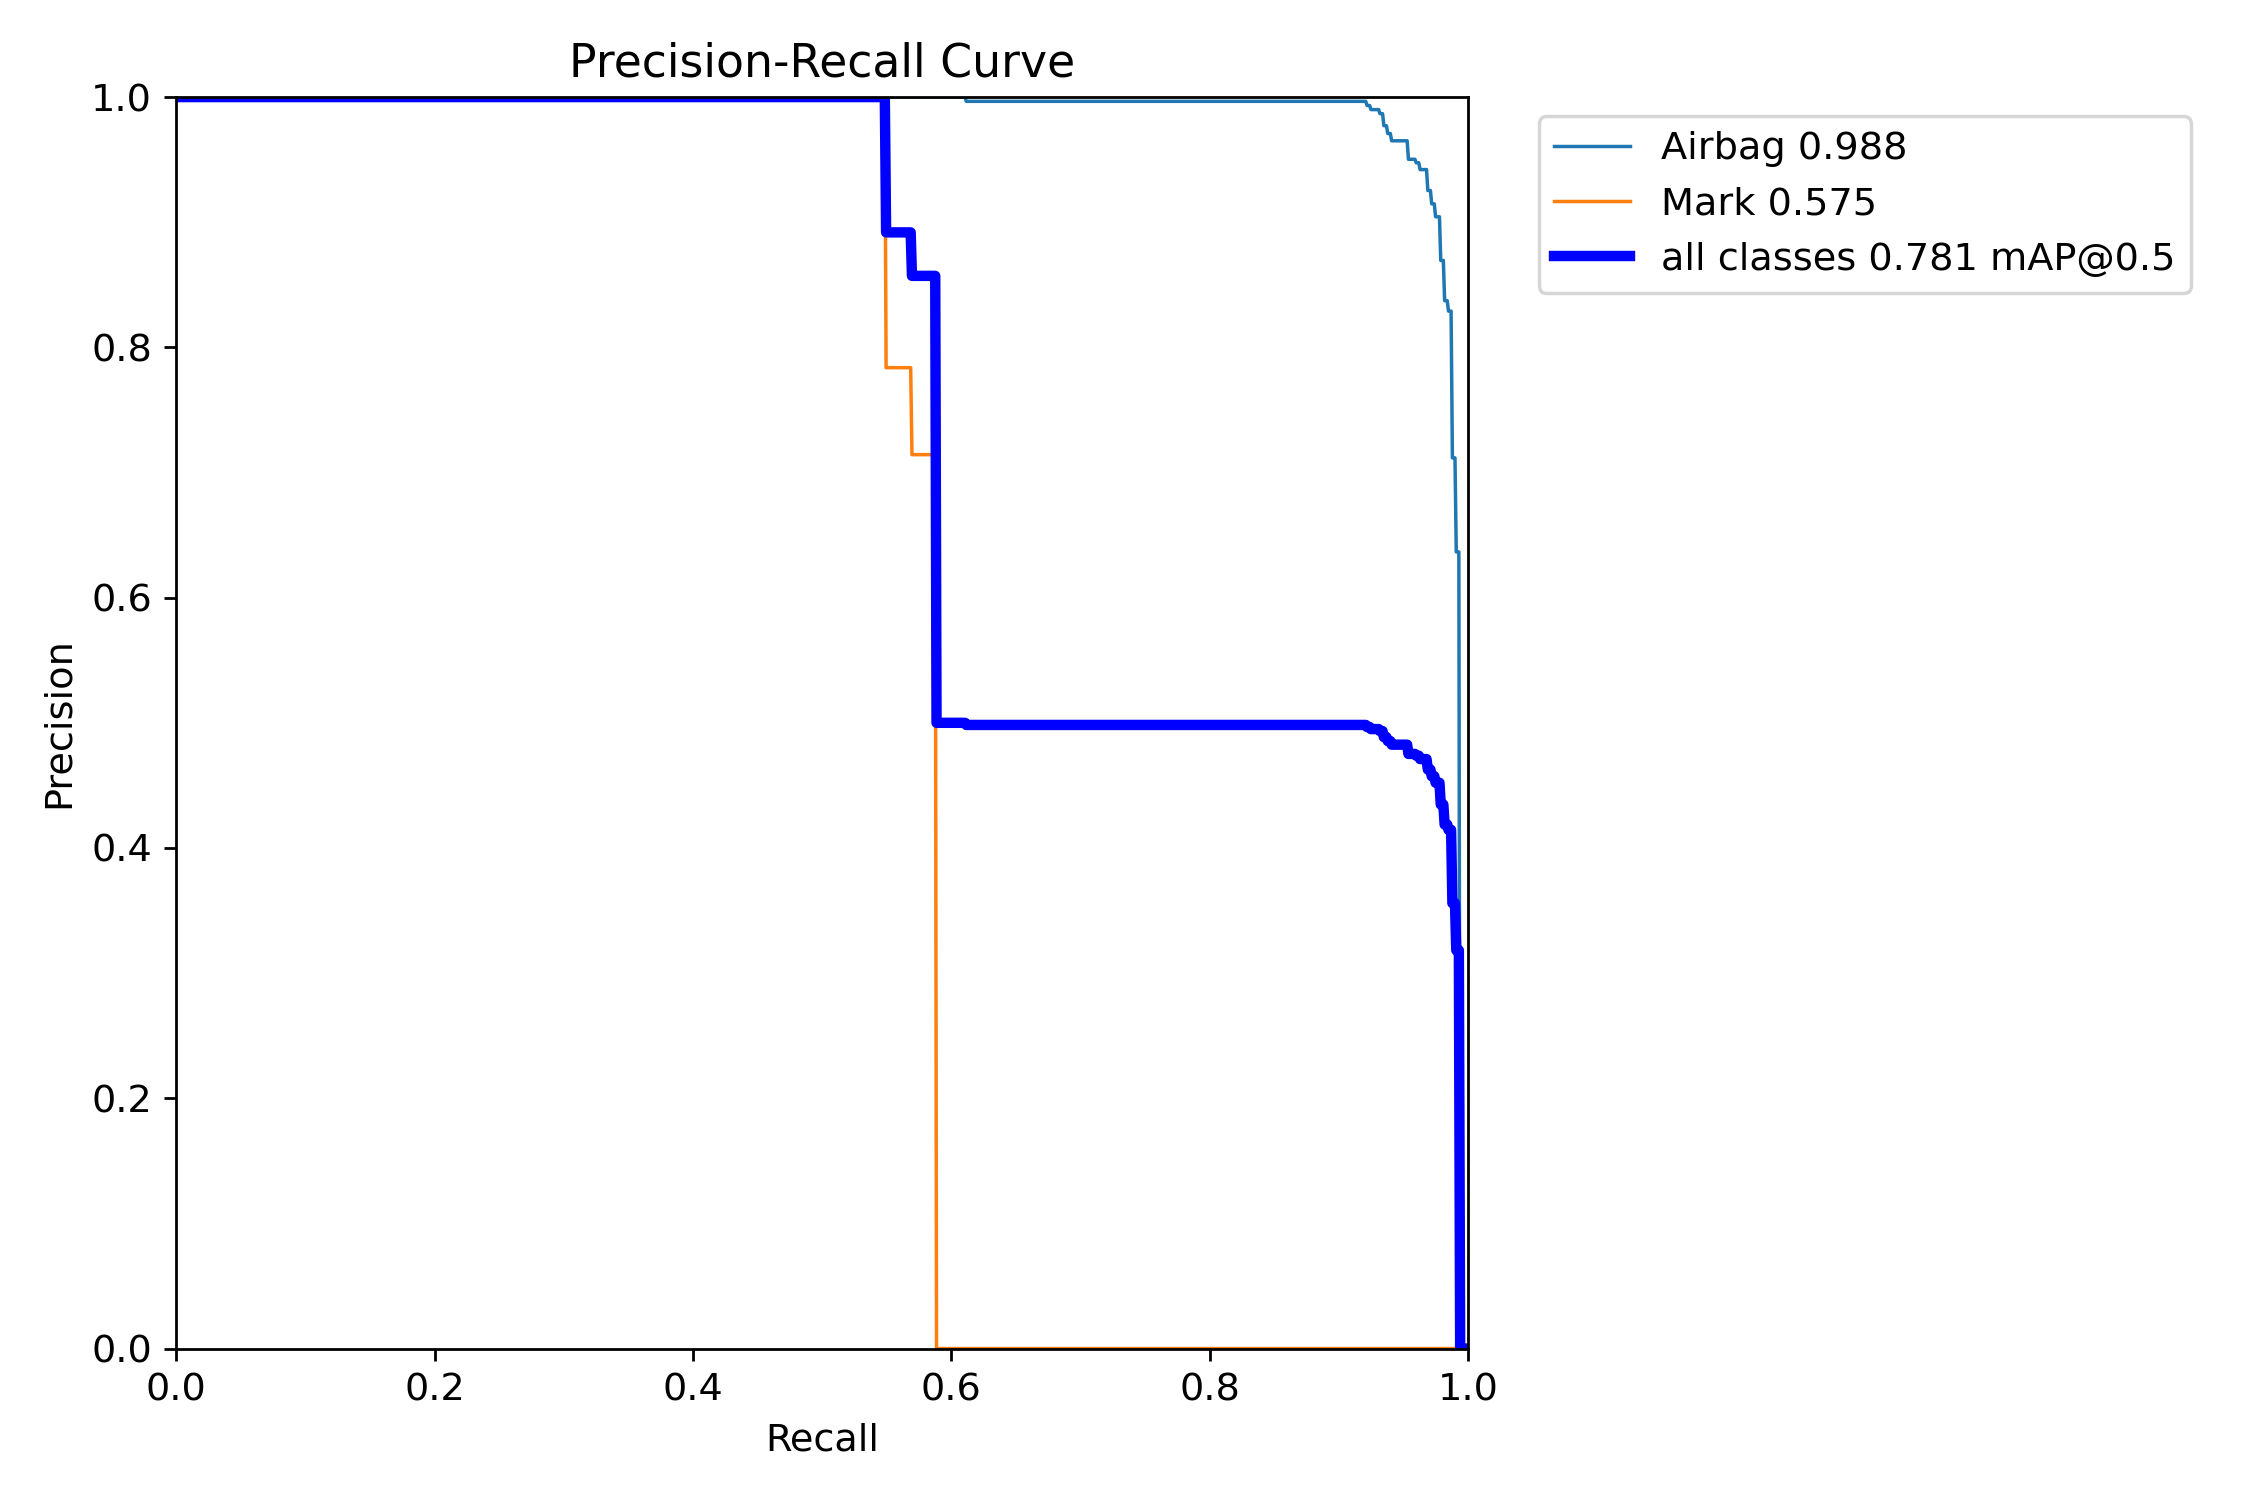 Precision-Recall Curve
1.0
0.8
0.6
0.4
0.2
0.0
Precision
0.0 0.2 0.4 0.6 0.8 1.0
Recall
Airbag 0.988
Mark 0.575
all classes 0.781 mAP@0.5